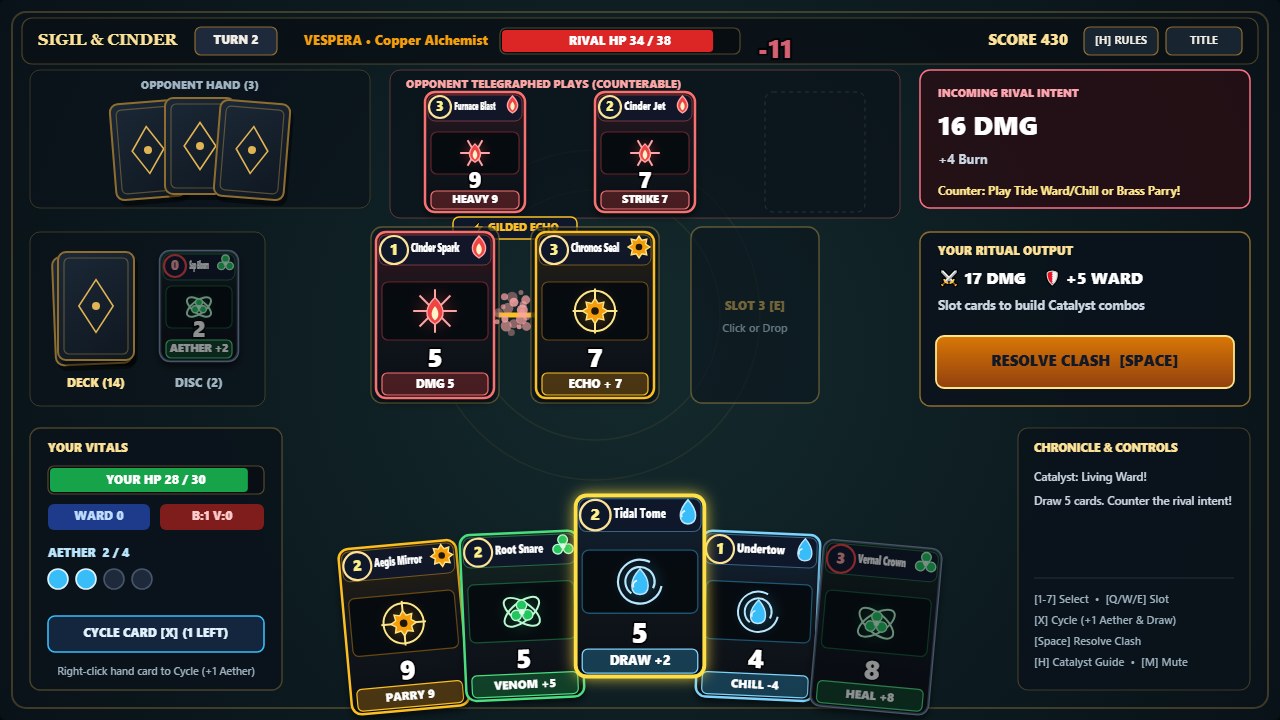 SIGIL & CINDER
TURN 2
VESPERA • Copper Alchemist
RIVAL HP 34 / 38
-11
SCORE 430
[H] RULES
TITLE
OPPONENT HAND (3)
OPPONENT TELEGRAPHED PLAYS (COUNTERABLE)
3 Furnace Blast
9
HEAVY 9
2 Cinder Jet
7
STRIKE 7
INCOMING RIVAL INTENT
16 DMG
+4 Burn
Counter: Play Tide Ward/Chill or Brass Parry!
DECK (14)
0
2
AETHER +2
DISC (2)
GILDED ECHO
1 Cinder Spark
5
DMG 5
3 Chronos Seal
7
ECHO + 7
SLOT 3 [E]
Click or Drop
YOUR RITUAL OUTPUT
17 DMG
+5 WARD
Slot cards to build Catalyst combos
RESOLVE CLASH [SPACE]
YOUR VITALS
YOUR HP 28 / 30
WARD 0
B:1 V:0
AETHER 2 / 4
CYCLE CARD [X] (1 LEFT)
Right-click hand card to Cycle (+1 Aether)
2 Aegis Mirror
9
PARRY 9
2 Root Snare
5
VENOM +5
2 Tidal Tome
5
DRAW +2
1 Undertow
4
CHILL -4
3 Vernal Crown
8
HEAL +8
CHRONICLE & CONTROLS
Catalyst: Living Ward!
Draw 5 cards. Counter the rival intent!
[1-7] Select • [Q/W/E] Slot
[X] Cycle (+1 Aether & Draw)
[Space] Resolve Clash
[H] Catalyst Guide • [M] Mute